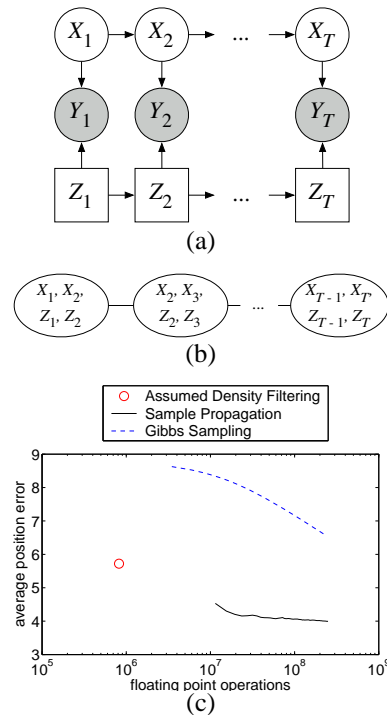 X1 X2 ... XT
Y1 Y2 YT
Z1 Z2 ... ZT
(a)
X1, X2, X2, X3, ... XT-1, XT,
Z1, Z2 Z2, Z3 ZT-1, ZT
(b)
Assumed Density Filtering
Sample Propagation
Gibbs Sampling
9
8
7
6
5
4
3
average position error
10^5 10^6 10^7 10^8 10^9
floating point operations
(c)